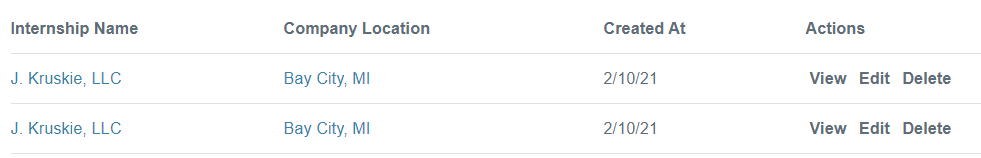 Internship Name Company Location Created At Actions
J. Kruskie, LLC Bay City, MI 2/10/21 View Edit Delete
J. Kruskie, LLC Bay City, MI 2/10/21 View Edit Delete